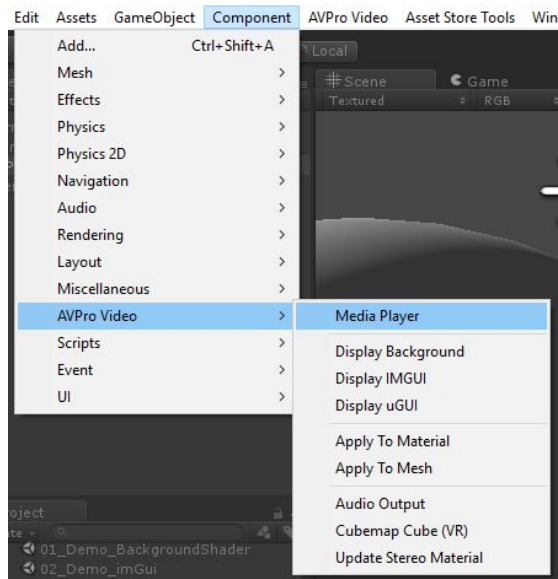 Edit Assets GameObject Component AVPro Video Asset Store Tools Win
Add... Ctrl+Shift+A
Local
Mesh >
# Scene Game
Effects >
Textured RGB
Physics >
Physics 2D >
Navigation >
Audio >
Rendering >
Layout >
Miscellaneous >
AVPro Video >
Scripts >
Event >
UI >
Media Player
Display Background
Display IMGUI
Display uGUI
Apply To Material
Apply To Mesh
Audio Output
Cubemap Cube (VR)
Update Stereo Material
oject
ate
01_Demo_BackgroundShader
02_Demo_imGui